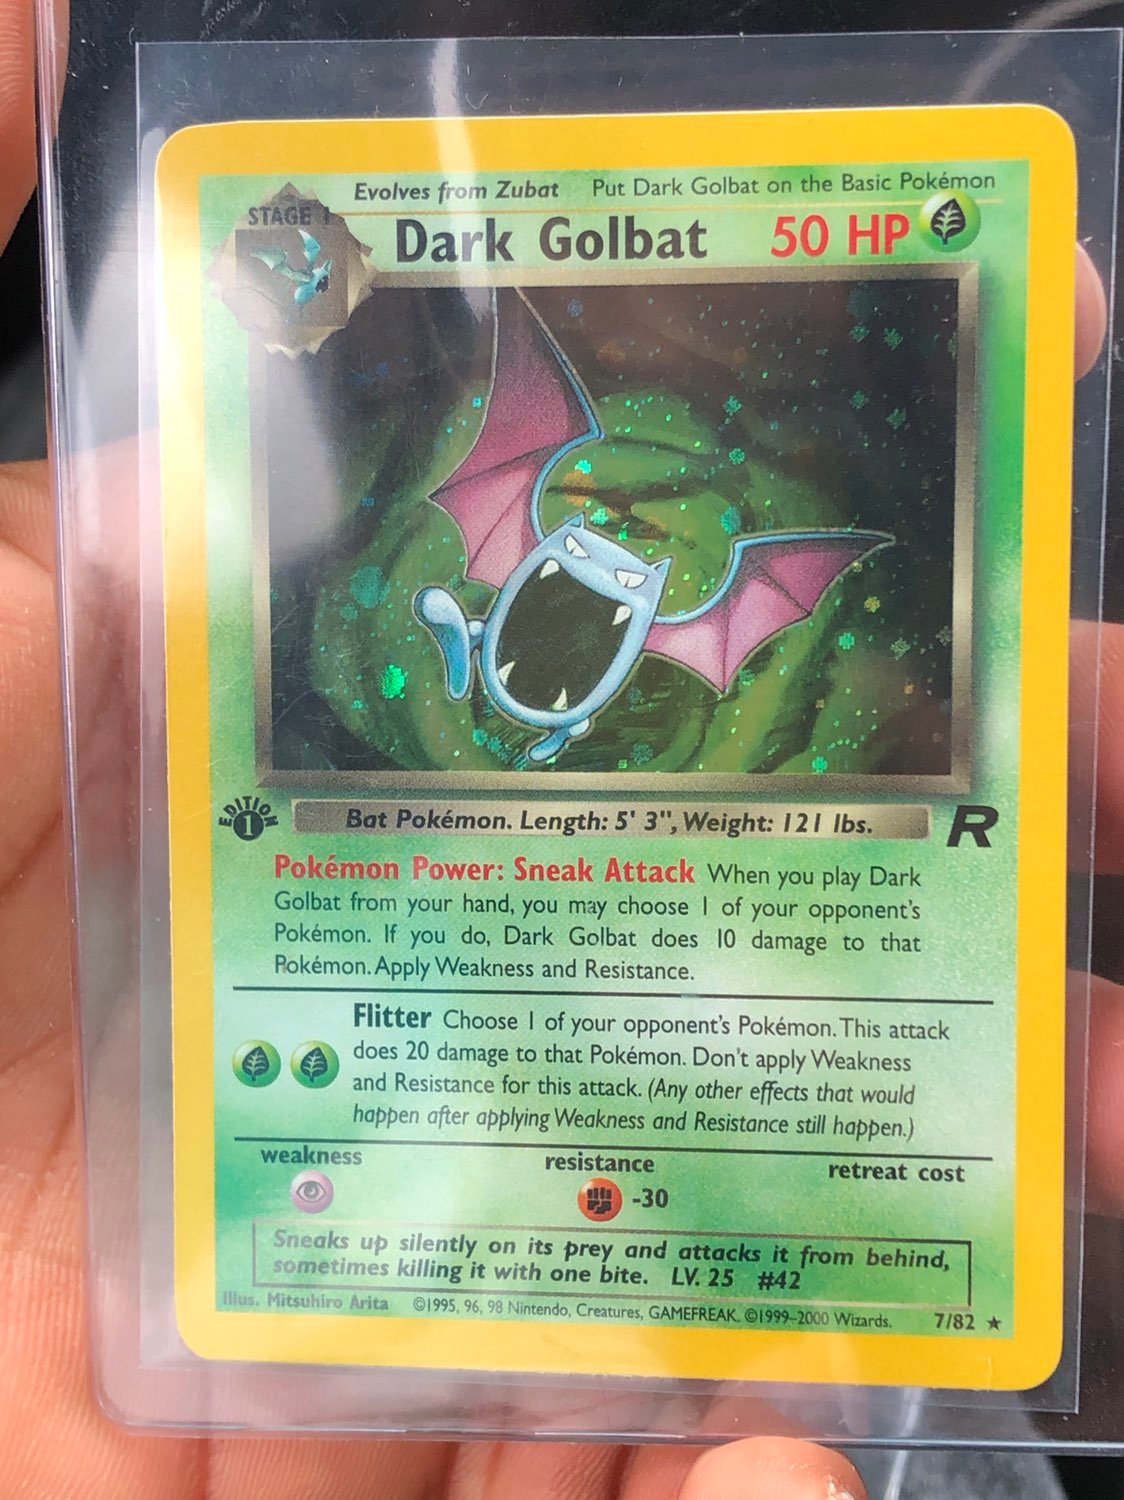 Evolves from Zubat Put Dark Golbat on the Basic Pokémon
STAGE 1
Dark Golbat 50 HP
EDITION
1
Bat Pokémon. Length: 5' 3", Weight: 121 lbs.
R
Pokémon Power: Sneak Attack When you play Dark
Golbat from your hand, you may choose 1 of your opponent's
Pokémon. If you do, Dark Golbat does 10 damage to that
Pokémon. Apply Weakness and Resistance.
Flitter Choose 1 of your opponent's Pokémon. This attack
does 20 damage to that Pokémon. Don't apply Weakness
and Resistance for this attack. (Any other effects that would
happen after applying Weakness and Resistance still happen.)
weakness resistance retreat cost
-30
Sneaks up silently on its prey and attacks it from behind,
sometimes killing it with one bite. LV. 25 #42
Illus. Mitsuhiro Arita ©1995, 96, 98 Nintendo, Creatures, GAMEFREAK. ©1999-2000 Wizards. 7/82 ★